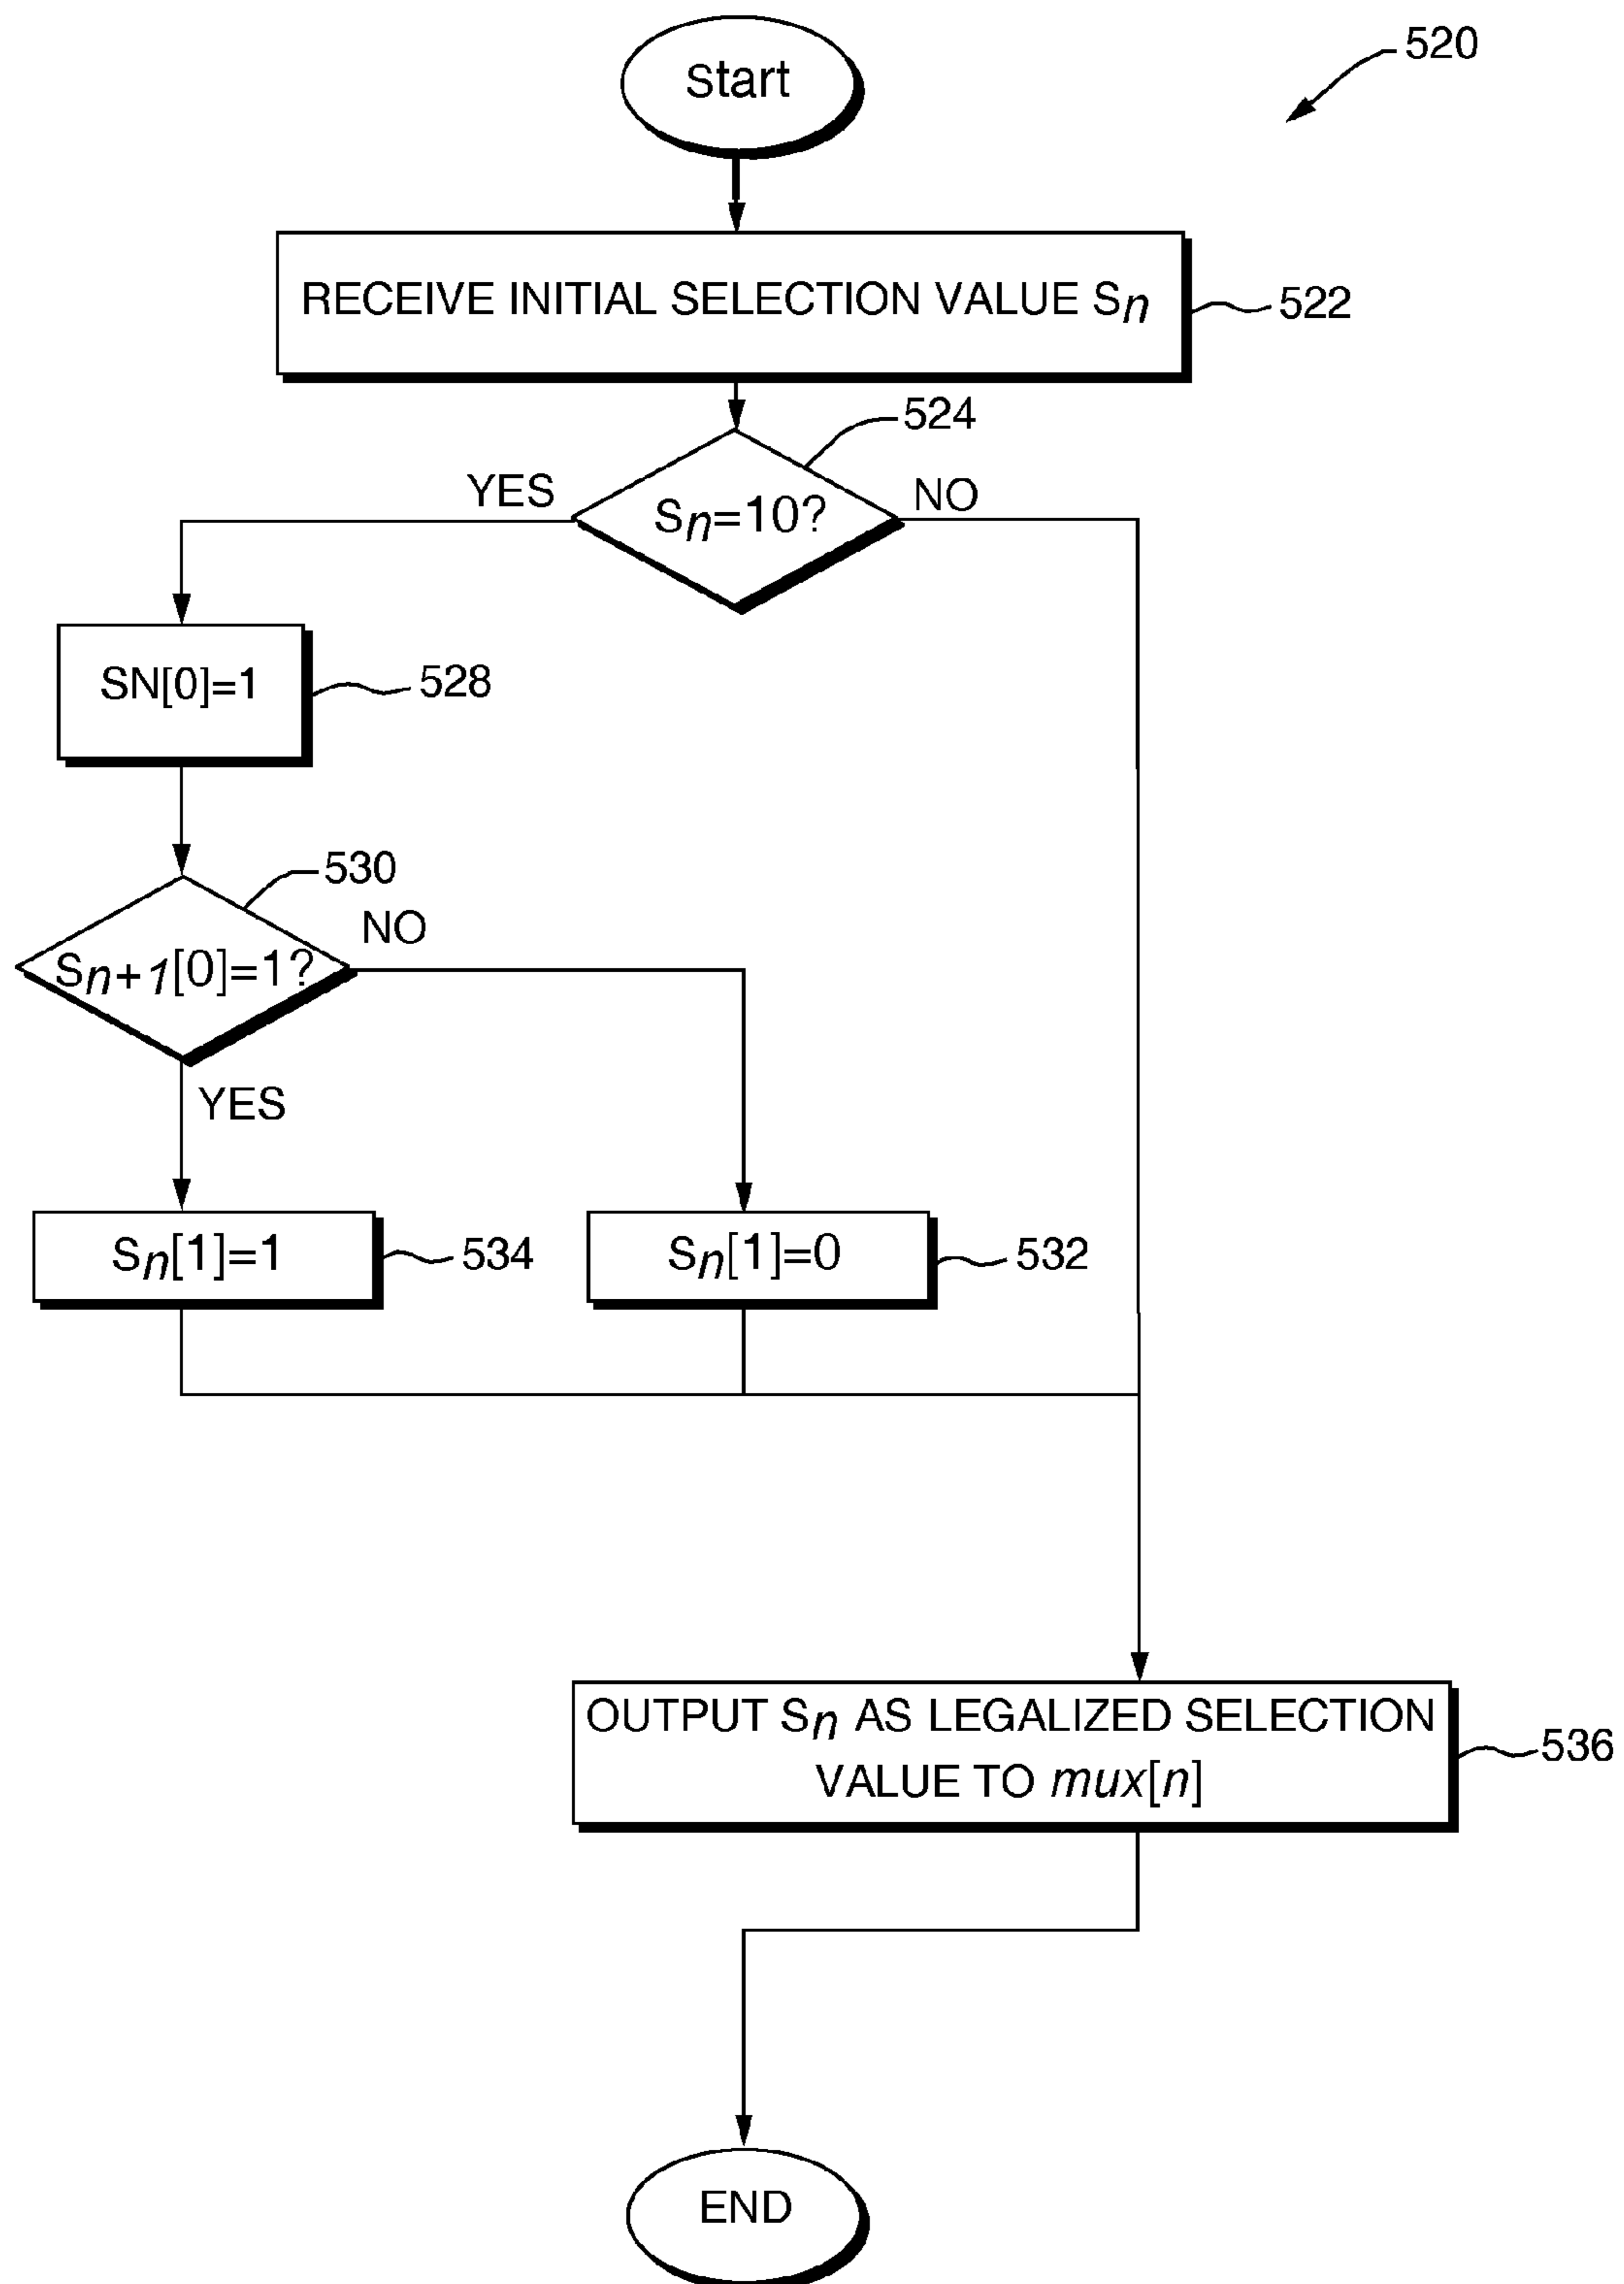 Start
520
RECEIVE INITIAL SELECTION VALUE Sn
522
524
YES
Sn=10?
NO
SN[0]=1
528
530
NO
Sn+1[0]=1?
YES
Sn[1]=1
534
Sn[1]=0
532
OUTPUT Sn AS LEGALIZED SELECTION
VALUE TO mux[n]
536
END